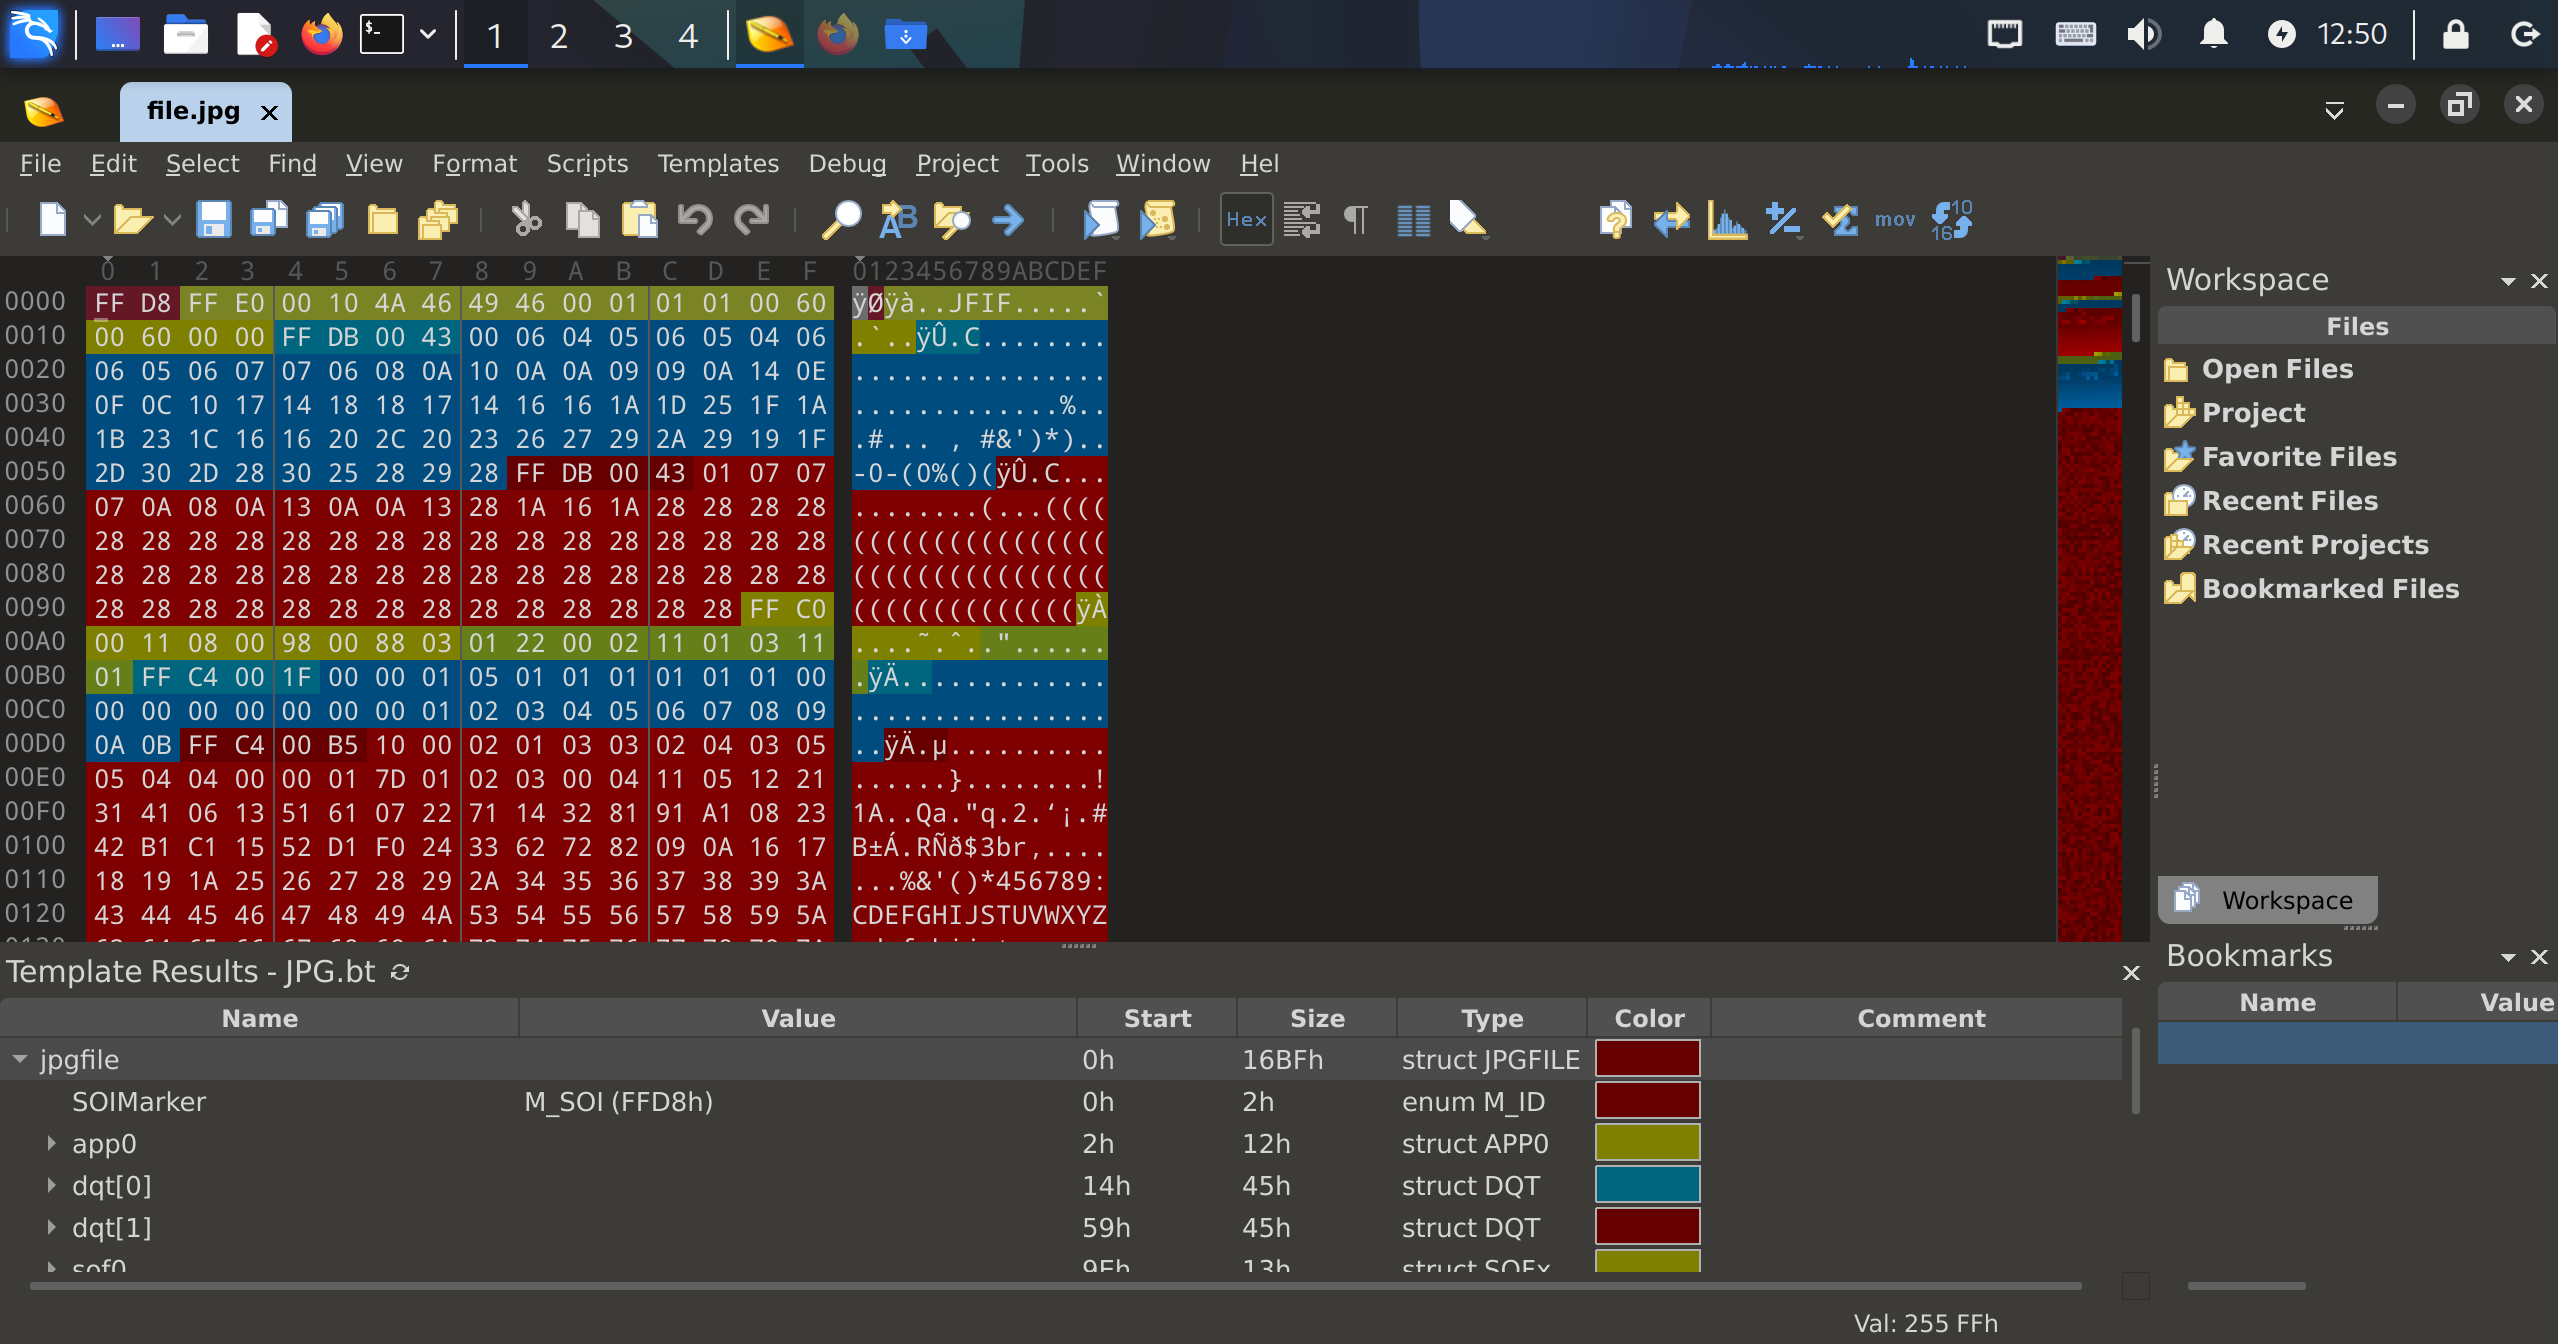 1 2 3 4 12:50
file.jpg
File Edit Select Find View Format Scripts Templates Debug Project Tools Window Hel
Hex mov 10 16
0 1 2 3 4 5 6 7 8 9 A B C D E F 0123456789ABCDEF
0000 FF D8 FF E0 00 10 4A 46 49 46 00 01 01 01 00 60 ÿØÿà..JFIF.....`
0010 00 60 00 00 FF DB 00 43 00 06 04 05 06 05 04 06 .`..ÿÛ.C........
0020 06 05 06 07 07 06 08 0A 10 0A 0A 09 09 0A 14 0E ................
0030 0F 0C 10 17 14 18 18 17 14 16 16 1A 1D 25 1F 1A .............%..
0040 1B 23 1C 16 16 20 2C 20 23 26 27 29 2A 29 19 1F .#... , #&')*)..
0050 2D 30 2D 28 30 25 28 29 28 FF DB 00 43 01 07 07 -0-(0%()(ÿÛ.C...
0060 07 0A 08 0A 13 0A 0A 13 28 1A 16 1A 28 28 28 28 ........(...((((
0070 28 28 28 28 28 28 28 28 28 28 28 28 28 28 28 28 ((((((((((((((((
0080 28 28 28 28 28 28 28 28 28 28 28 28 28 28 28 28 ((((((((((((((((
0090 28 28 28 28 28 28 28 28 28 28 28 28 28 28 FF C0 ((((((((((((((ÿÀ
00A0 00 11 08 00 98 00 88 03 01 22 00 02 11 01 03 11 ....˜.ˆ.."......
00B0 01 FF C4 00 1F 00 00 01 05 01 01 01 01 01 01 00 .ÿÄ.............
00C0 00 00 00 00 00 00 00 01 02 03 04 05 06 07 08 09 ................
00D0 0A 0B FF C4 00 B5 10 00 02 01 03 03 02 04 03 05 ..ÿÄ.µ..........
00E0 05 04 04 00 00 01 7D 01 02 03 00 04 11 05 12 21 ......}........!
00F0 31 41 06 13 51 61 07 22 71 14 32 81 91 A1 08 23 1A..Qa."q.2.‘¡.#
0100 42 B1 C1 15 52 D1 F0 24 33 62 72 82 09 0A 16 17 B±Á.RÑð$3br‚....
0110 18 19 1A 25 26 27 28 29 2A 34 35 36 37 38 39 3A ...%&'()*456789:
0120 43 44 45 46 47 48 49 4A 53 54 55 56 57 58 59 5A CDEFGHIJSTUVWXYZ
Workspace
Files
Open Files
Project
Favorite Files
Recent Files
Recent Projects
Bookmarked Files
Workspace
Bookmarks
Name Value
Template Results - JPG.bt
Name Value Start Size Type Color Comment
jpgfile 0h 16BFh struct JPGFILE
SOIMarker M_SOI (FFD8h) 0h 2h enum M_ID
app0 2h 12h struct APP0
dqt[0] 14h 45h struct DQT
dqt[1] 59h 45h struct DQT
sof0 9Eh 13h struct SOFx
Val: 255 FFh